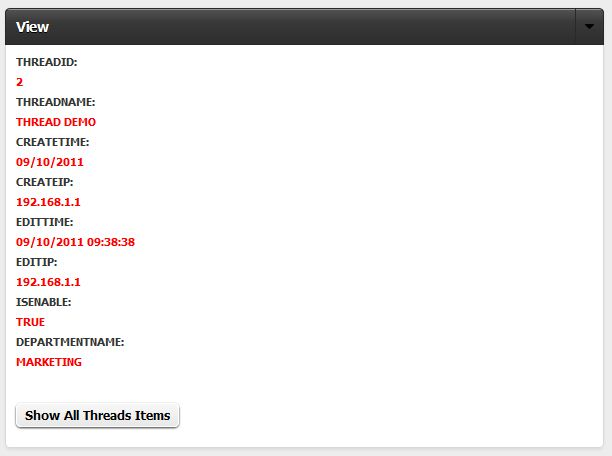 View
THREADID:
2
THREADNAME:
THREAD DEMO
CREATETIME:
09/10/2011
CREATEIP:
192.168.1.1
EDITTIME:
09/10/2011 09:38:38
EDITIP:
192.168.1.1
ISENABLE:
TRUE
DEPARTMENTNAME:
MARKETING
Show All Threads Items